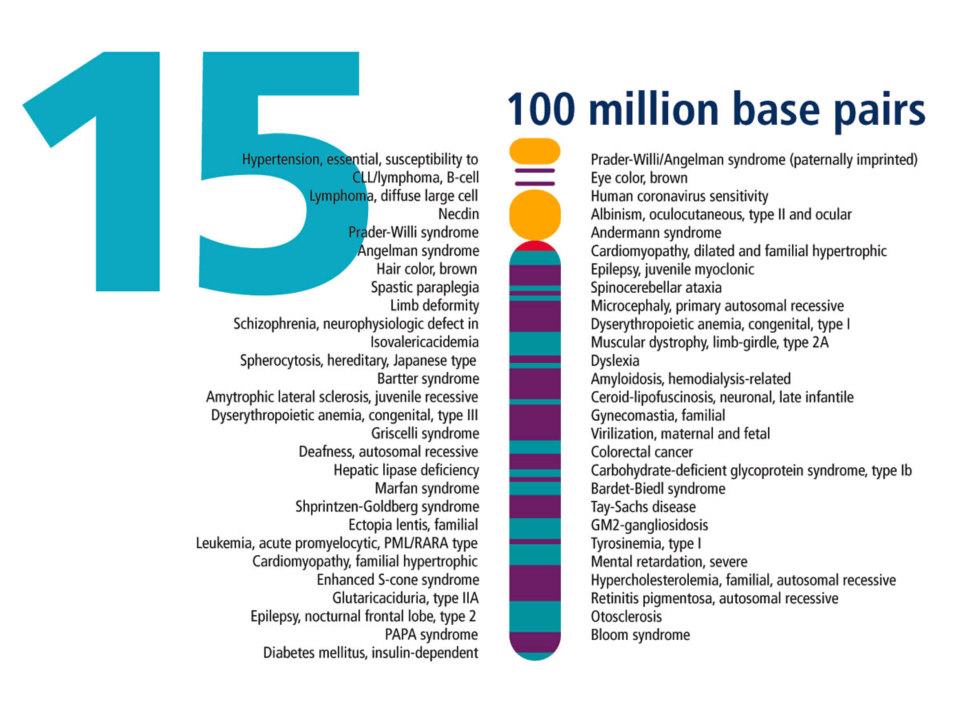 15
100 million base pairs
Hypertension, essential, susceptibility to
CLL/lymphoma, B-cell
Lymphoma, diffuse large cell
Necdin
Prader-Willi syndrome
Angelman syndrome
Hair color, brown
Spastic paraplegia
Limb deformity
Schizophrenia, neurophysiologic defect in
Isovalericacidemia
Spherocytosis, hereditary, Japanese type
Bartter syndrome
Amytrophic lateral sclerosis, juvenile recessive
Dyserythropoietic anemia, congenital, type III
Griscelli syndrome
Deafness, autosomal recessive
Hepatic lipase deficiency
Marfan syndrome
Shprintzen-Goldberg syndrome
Ectopia lentis, familial
Leukemia, acute promyelocytic, PML/RARA type
Cardiomyopathy, familial hypertrophic
Enhanced S-cone syndrome
Glutaricaciduria, type IIA
Epilepsy, nocturnal frontal lobe, type 2
PAPA syndrome
Diabetes mellitus, insulin-dependent
Prader-Willi/Angelman syndrome (paternally imprinted)
Eye color, brown
Human coronavirus sensitivity
Albinism, oculocutaneous, type II and ocular
Andermann syndrome
Cardiomyopathy, dilated and familial hypertrophic
Epilepsy, juvenile myoclonic
Spinocerebellar ataxia
Microcephaly, primary autosomal recessive
Dyserythropoietic anemia, congenital, type I
Muscular dystrophy, limb-girdle, type 2A
Dyslexia
Amyloidosis, hemodialysis-related
Ceroid-lipofuscinosis, neuronal, late infantile
Gynecomastia, familial
Virilization, maternal and fetal
Colorectal cancer
Carbohydrate-deficient glycoprotein syndrome, type Ib
Bardet-Biedl syndrome
Tay-Sachs disease
GM2-gangliosidosis
Tyrosinemia, type I
Mental retardation, severe
Hypercholesterolemia, familial, autosomal recessive
Retinitis pigmentosa, autosomal recessive
Otosclerosis
Bloom syndrome